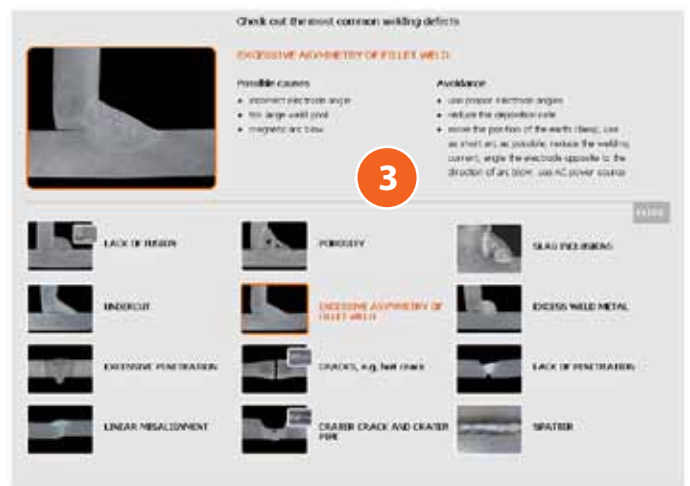 Check out the most common welding defects
EXCESSIVE ASYMMETRY OF FILLET WELD
Possible causes
• incorrect electrode angle
• too large weld pool
• magnetic arc blow
Avoidance
• use proper electrode angles
• reduce the deposition rate
• move the position of the earth clamp, use
as short arc as possible, reduce the welding
current, angle the electrode opposite to the
direction of arc blow, use AC power source
3
LACK OF FUSION
POROSITY
SLAG INCLUSIONS
UNDERCUT
EXCESSIVE ASYMMETRY OF
FILLET WELD
EXCESS WELD METAL
EXCESSIVE PENETRATION
CRACKS, e.g. hot crack
LACK OF PENETRATION
LINEAR MISALIGNMENT
CRATER CRACK AND CRATER
PIPE
SPATTER